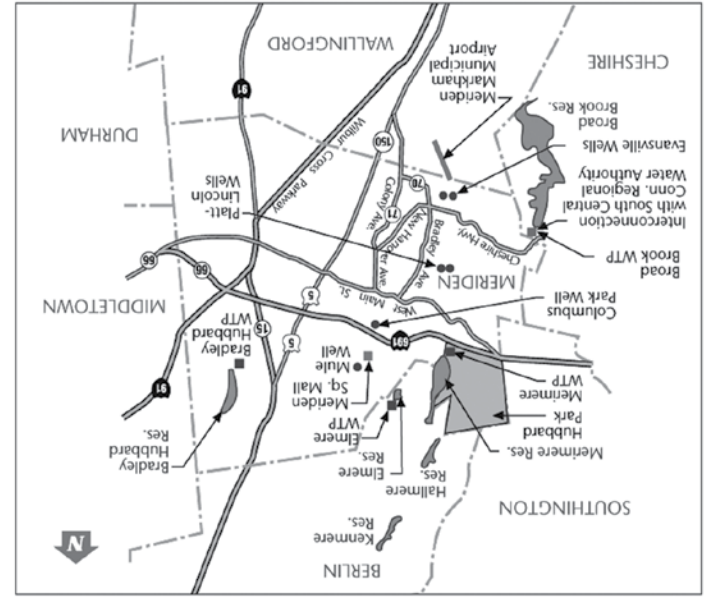 BERLIN
N
Kenmere
Res.
SOUTHINGTON
Hallmere
Res.
Merimere Res.
Elmere
Res.
Bradley
Hubbard
Res.
Hubbard
Park
Elmere
WTP
Merimere
WTP
Meriden
Sq. Mall
Mule
Well
91
Bradley
Hubbard
WTP
691
5
15
Columbus
Park Well
West Main St.
5
MIDDLETOWN
MERIDEN
Broad
Brook WTP
66
66
Cheshire Hwy.
Bradley Ave
New Hanover Ave.
Colony Ave.
71
70
Platt-
Lincoln
Wells
Interconnection
with South Central
Conn. Regional
Water Authority
Evansville Wells
Wilbur Cross Parkway
150
DURHAM
Broad
Brook Res.
Meriden
Markham
Municipal
Airport
91
CHESHIRE
WALLINGFORD